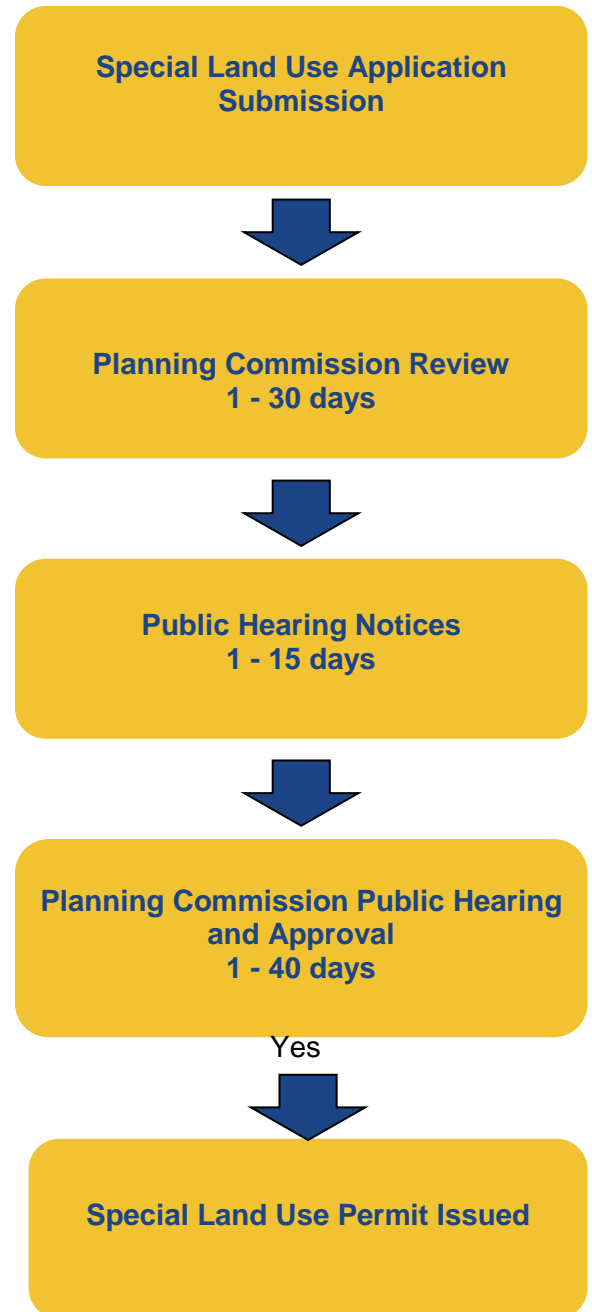 Special Land Use Application
Submission
Planning Commission Review
1 - 30 days
Public Hearing Notices
1 - 15 days
Planning Commission Public Hearing
and Approval
1 - 40 days
Yes
Special Land Use Permit Issued